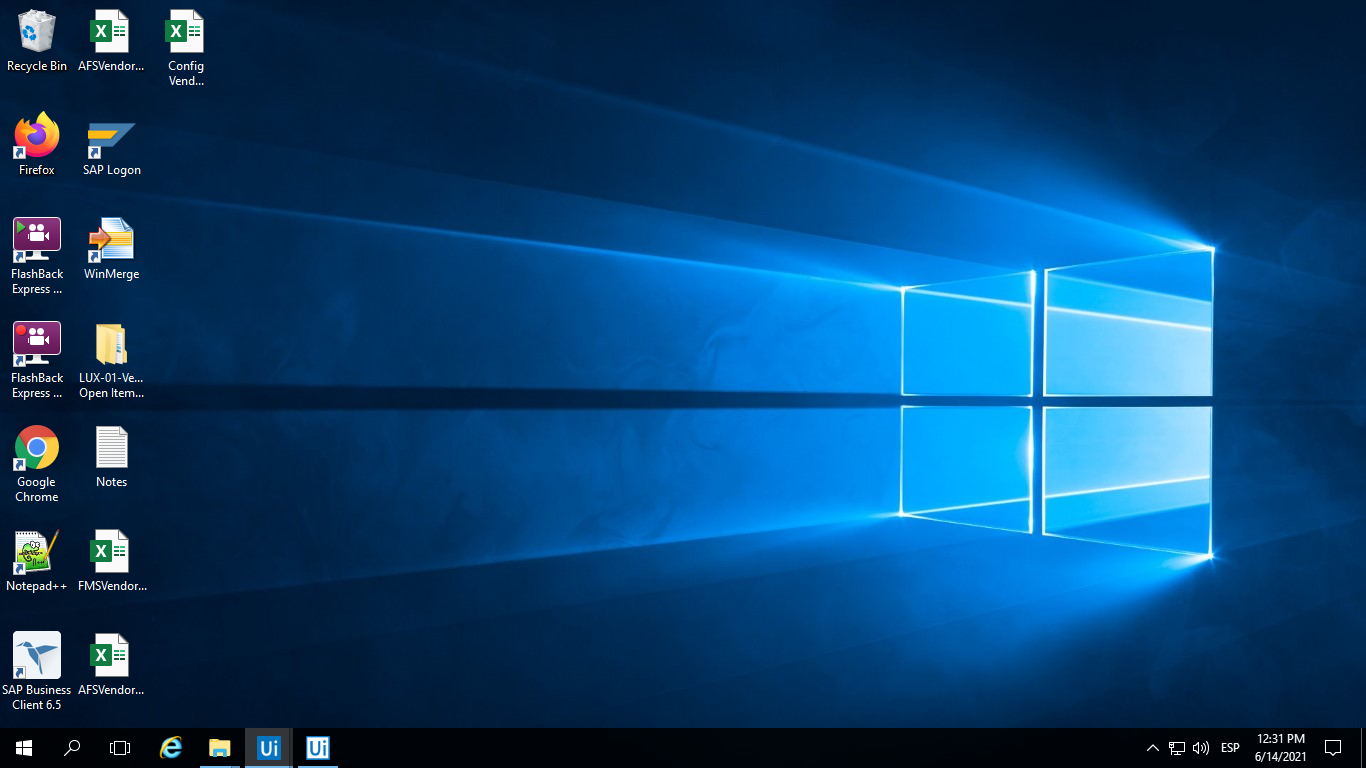 Recycle Bin
AFSVendor...
Config
Vend...
Firefox
SAP Logon
FlashBack
Express ...
WinMerge
FlashBack
Express ...
LUX-01-Ve...
Open Item...
Google
Chrome
Notes
Notepad++
FMSVendor...
SAP Business
Client 6.5
AFSVendor...
Ui
Ui
ESP
12:31 PM
6/14/2021